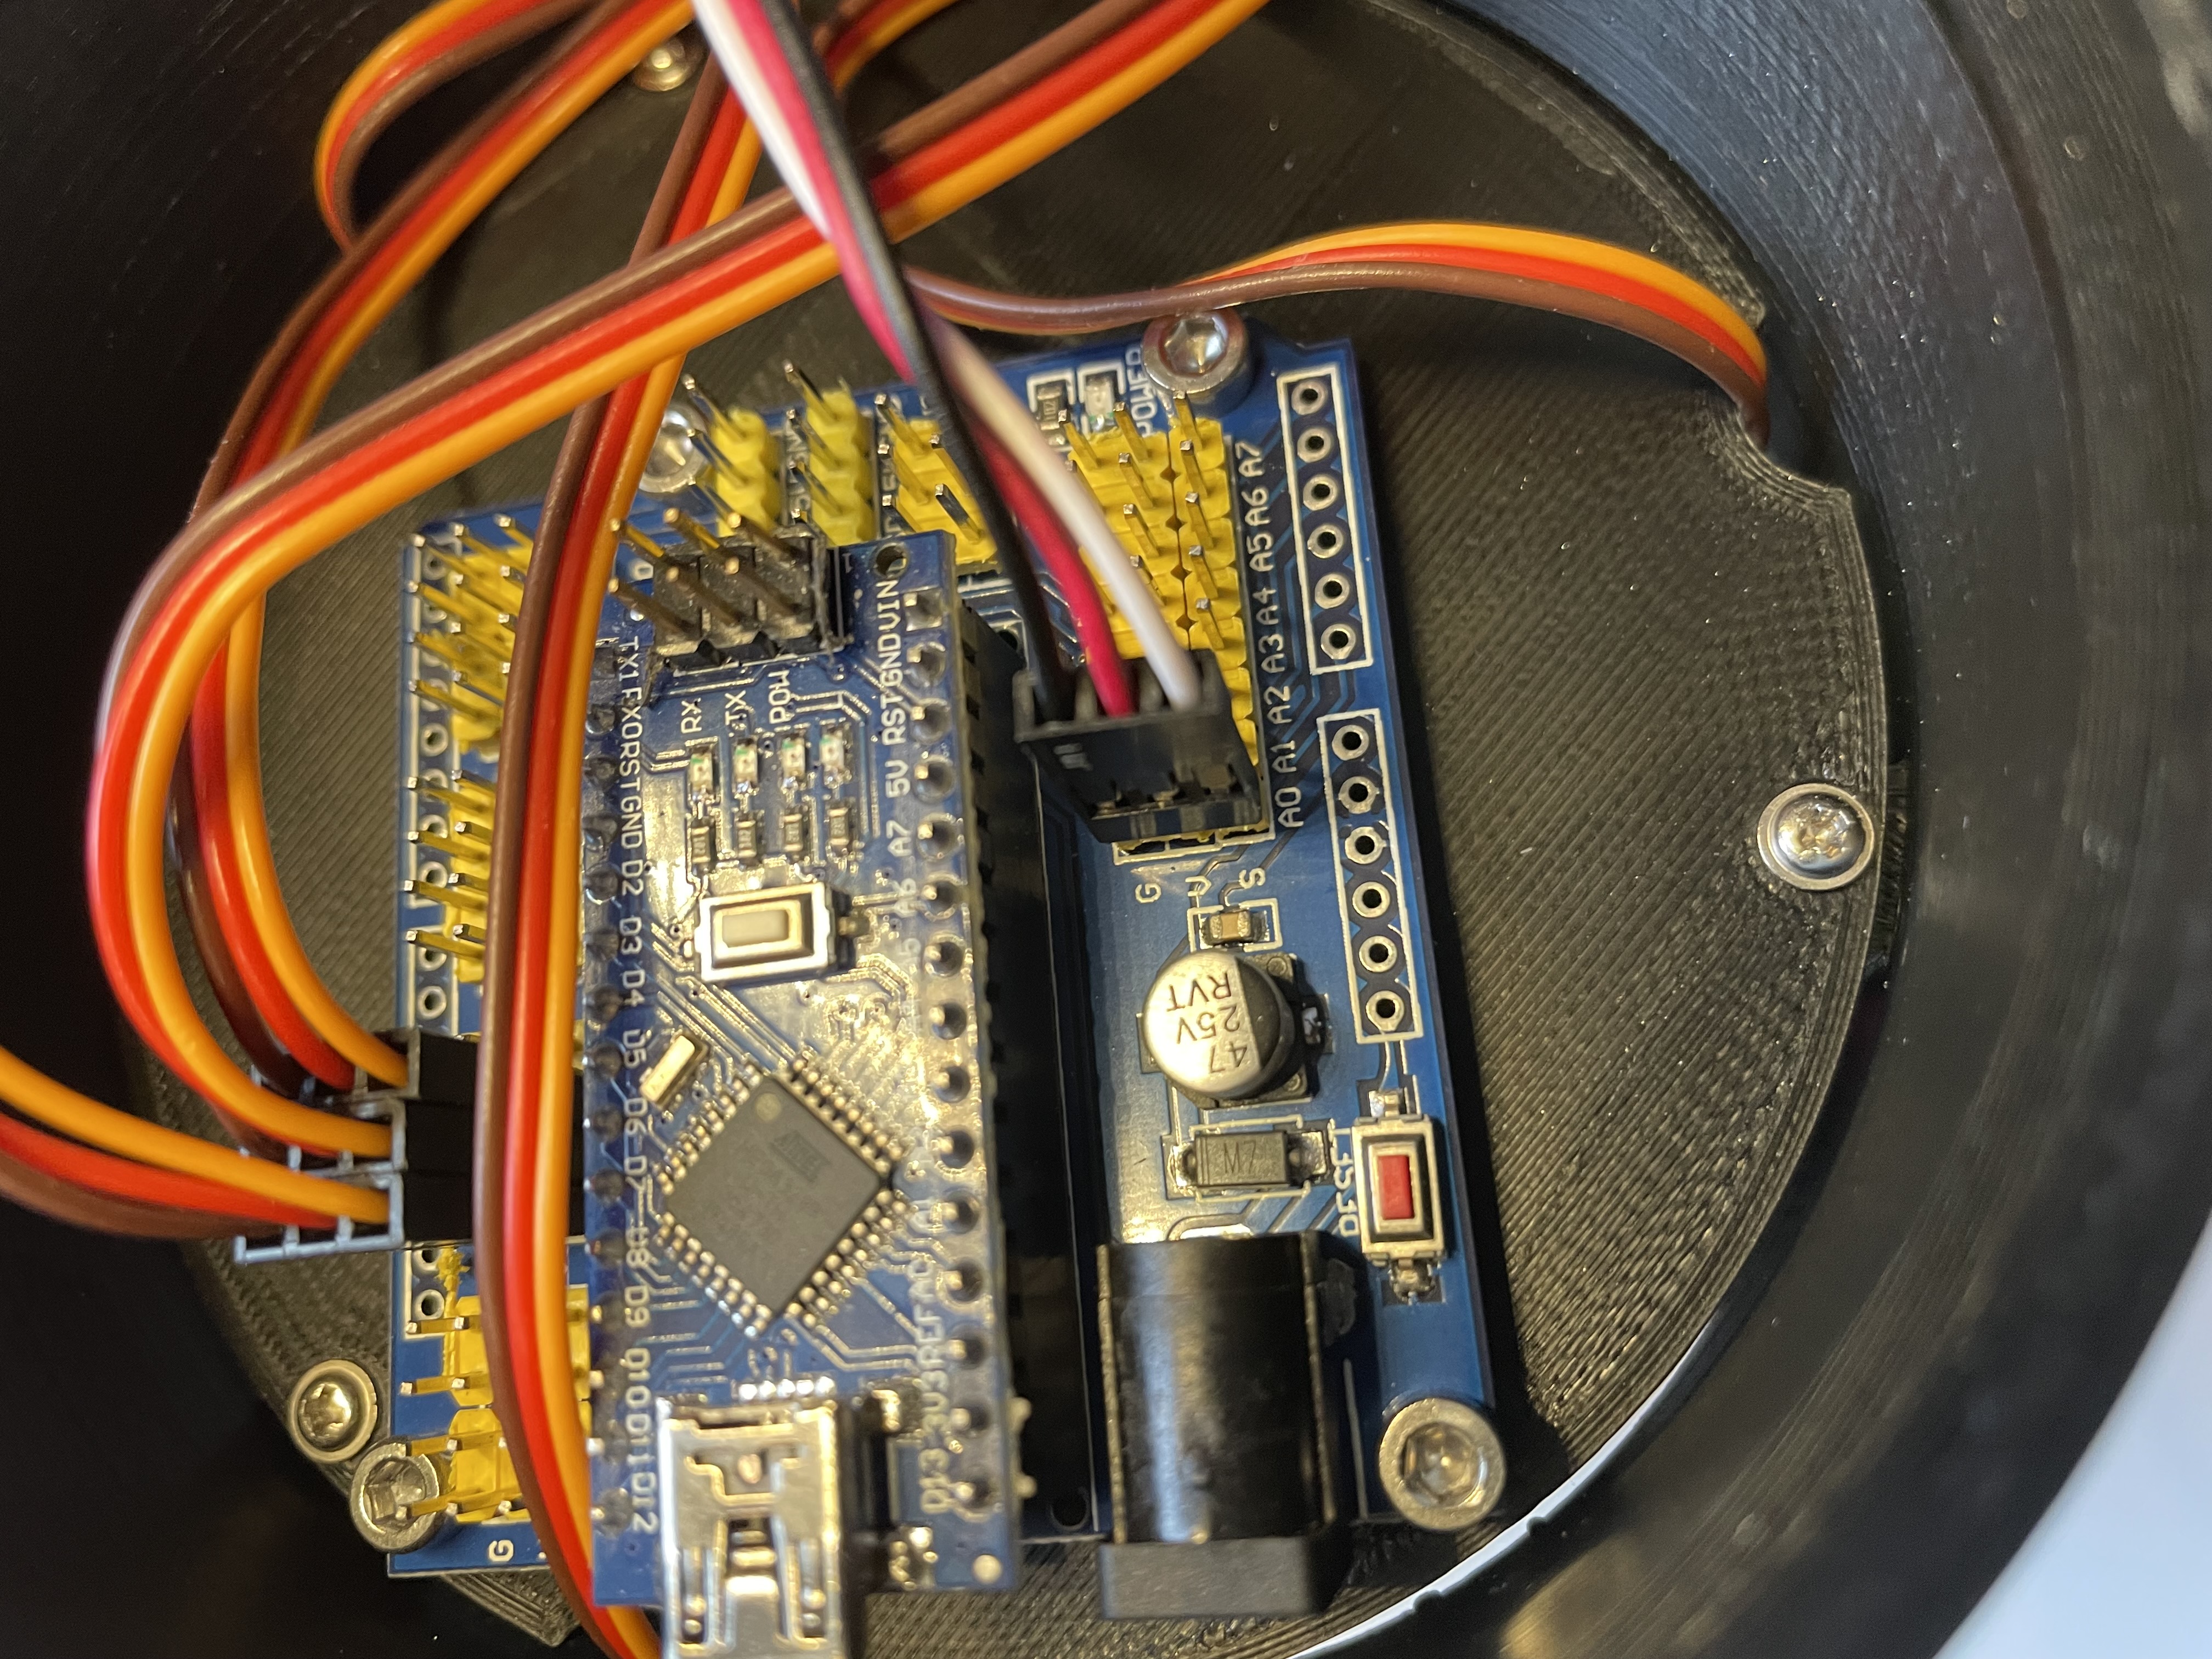 G
D12 D11 D10 D9 D8 D7 D6 D5 D4 D3 D2 GND RST RX0 TX1
RX
TX
POW
1
D13 3V3 REF A0 A1 A6 A7 5V RST GND VIN
G
V
S
47
25V
RVT
M7
POWER
A0 A1 A2 A3 A4 A5 A6 A7
RESET